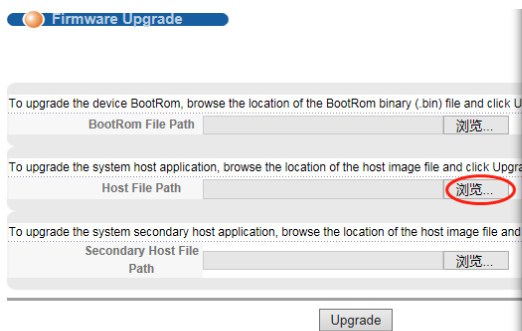 Firmware Upgrade
To upgrade the device BootRom, browse the location of the BootRom binary (.bin) file and click
BootRom File Path 浏览...
To upgrade the system host application, browse the location of the host image file and click
Host File Path 浏览...
To upgrade the system secondary host application, browse the location of the host image file and
Secondary Host File
Path 浏览...
Upgrade